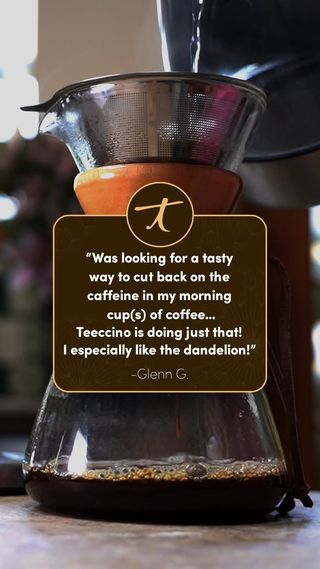 t
“Was looking for a tasty
way to cut back on the
caffeine in my morning
cup(s) of coffee...
Teeccino is doing just that!
I especially like the dandelion!”
-Glenn G.